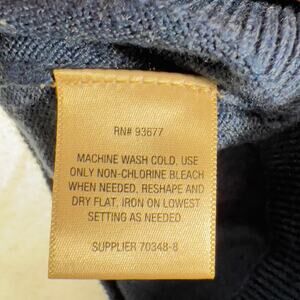 RN# 93677
MACHINE WASH COLD, USE
ONLY NON-CHLORINE BLEACH
WHEN NEEDED, RESHAPE AND
DRY FLAT, IRON ON LOWEST
SETTING AS NEEDED
SUPPLIER 70348-8